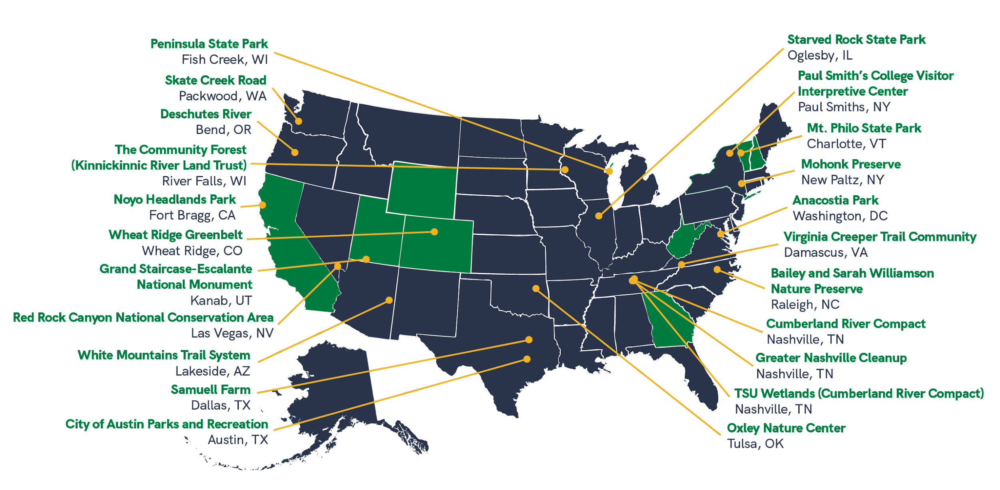 Peninsula State Park
Fish Creek, WI
Skate Creek Road
Packwood, WA
Deschutes River
Bend, OR
The Community Forest
(Kinnickinnic River Land Trust)
River Falls, WI
Noyo Headlands Park
Fort Bragg, CA
Wheat Ridge Greenbelt
Wheat Ridge, CO
Grand Staircase-Escalante
National Monument
Kanab, UT
Red Rock Canyon National Conservation Area
Las Vegas, NV
White Mountains Trail System
Lakeside, AZ
Samuell Farm
Dallas, TX
City of Austin Parks and Recreation
Austin, TX
Starved Rock State Park
Oglesby, IL
Paul Smith’s College Visitor
Interpretive Center
Paul Smiths, NY
Mt. Philo State Park
Charlotte, VT
Mohonk Preserve
New Paltz, NY
Anacostia Park
Washington, DC
Virginia Creeper Trail Community
Damascus, VA
Bailey and Sarah Williamson
Nature Preserve
Raleigh, NC
Cumberland River Compact
Nashville, TN
Greater Nashville Cleanup
Nashville, TN
TSU Wetlands (Cumberland River Compact)
Nashville, TN
Oxley Nature Center
Tulsa, OK